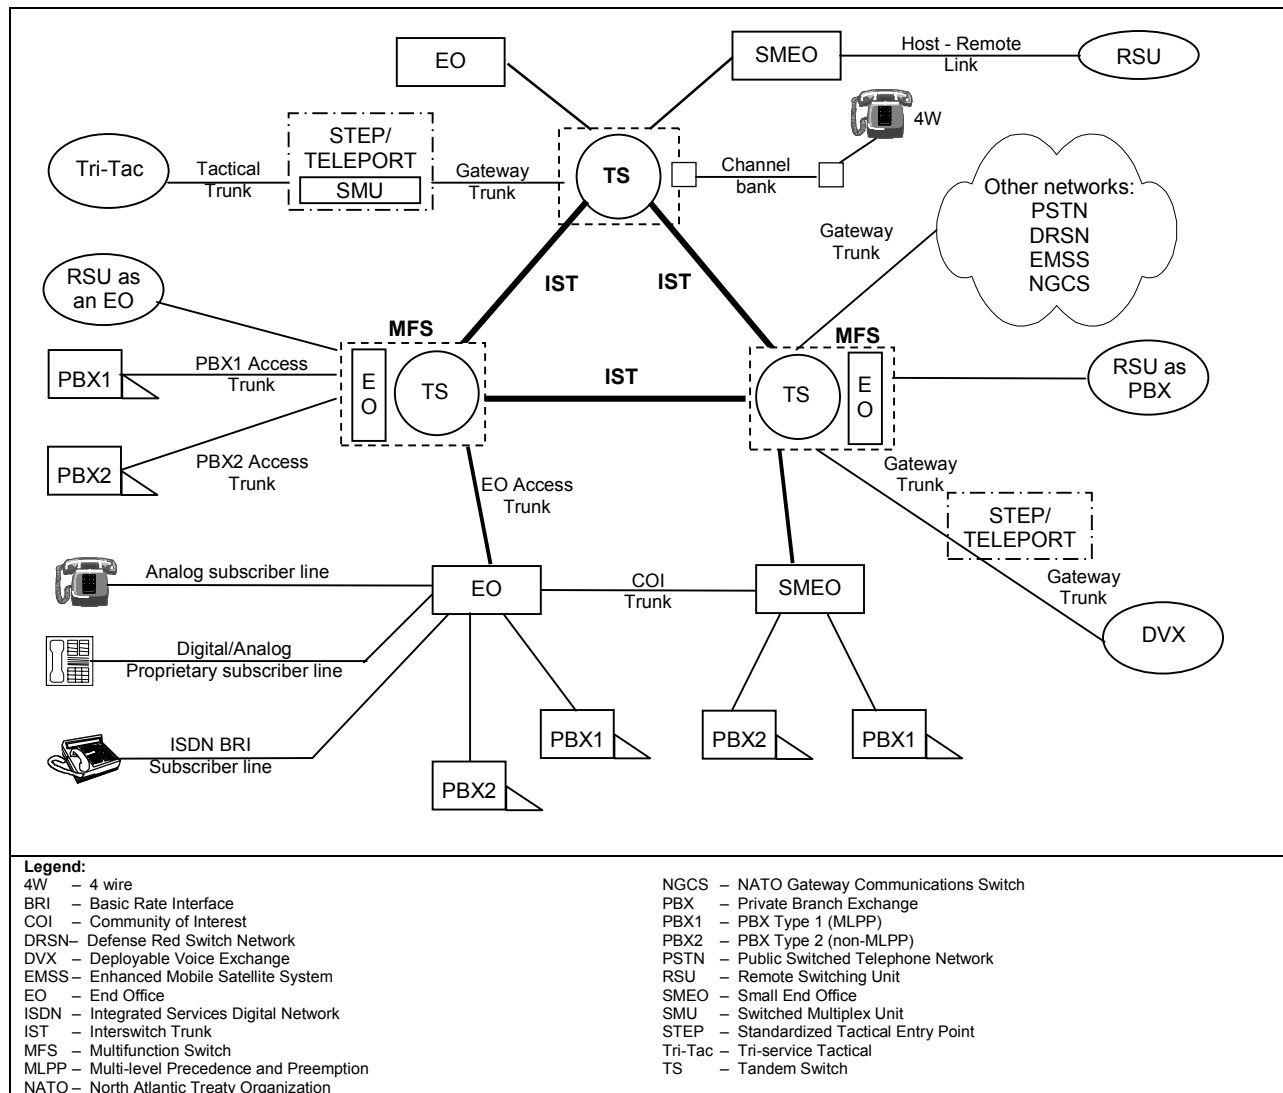 EO
SMEO
Host - Remote
Link
RSU
4W
STEP/
TELEPORT
SMU
Tri-Tac
Tactical
Trunk
Gateway
Trunk
TS
Channel
bank
Other networks:
PSTN
DRSN
EMSS
NGCS
Gateway
Trunk
RSU as
an EO
IST
IST
MFS
MFS
PBX1
PBX1 Access
Trunk
E
O
TS
IST
TS
E
O
RSU as
PBX
PBX2
PBX2 Access
Trunk
EO Access
Trunk
Gateway
Trunk
STEP/
TELEPORT
Gateway
Trunk
Analog subscriber line
EO
COI
Trunk
SMEO
DVX
Digital/Analog
Proprietary subscriber line
ISDN BRI
Subscriber line
PBX1
PBX2
PBX2
PBX1
Legend:
4W – 4 wire
BRI – Basic Rate Interface
COI – Community of Interest
DRSN– Defense Red Switch Network
DVX – Deployable Voice Exchange
EMSS – Enhanced Mobile Satellite System
EO – End Office
ISDN – Integrated Services Digital Network
IST – Interswitch Trunk
MFS – Multifunction Switch
MLPP – Multi-level Precedence and Preemption
NATO – North Atlantic Treaty Organization
NGCS – NATO Gateway Communications Switch
PBX – Private Branch Exchange
PBX1 – PBX Type 1 (MLPP)
PBX2 – PBX Type 2 (non-MLPP)
PSTN – Public Switched Telephone Network
RSU – Remote Switching Unit
SMEO – Small End Office
SMU – Switched Multiplex Unit
STEP – Standardized Tactical Entry Point
Tri-Tac – Tri-service Tactical
TS – Tandem Switch